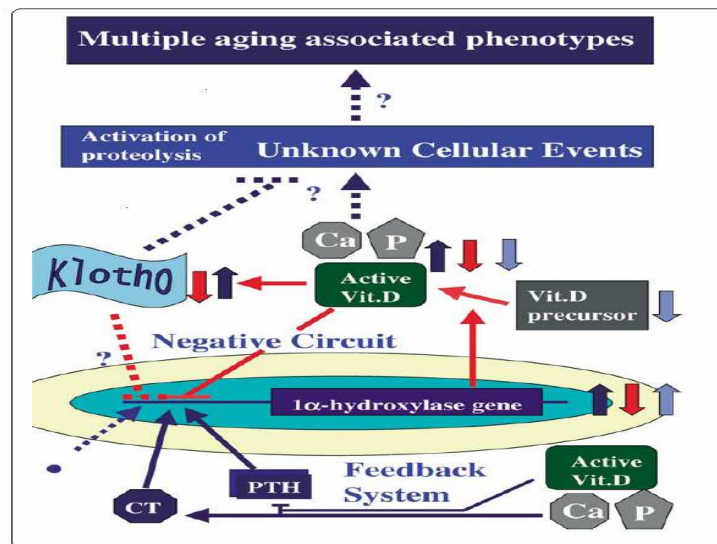 Multiple aging associated phenotypes
?
Activation of
proteolysis
Unknown Cellular Events
?
Ca
P
Klotho
Active
Vit.D
Vit.D
precursor
Negative Circuit
?
1α-hydroxylase gene
Feedback
System
Active
Vit.D
PTH
CT
Ca
P